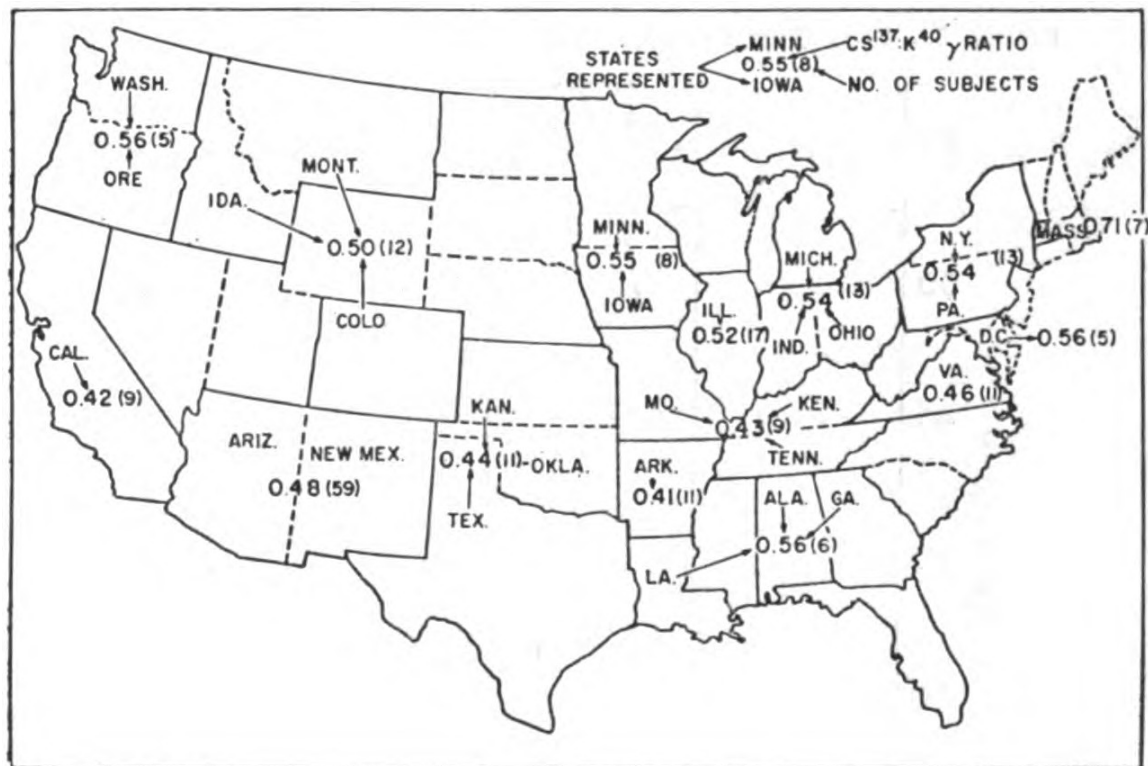 STATES REPRESENTED
MINN.
0.55(8)
IOWA
CS137:K40 γ RATIO
NO. OF SUBJECTS
WASH.
0.56(5)
ORE
MONT.
IDA.
0.50(12)
COLO
MINN.
0.55 (8)
IOWA
MICH.
0.54(13)
IND.
OHIO
ILL.
0.52(17)
N.Y.
0.54 (13)
PA.
MASS 0.71(7)
D.C. 0.56(5)
VA.
0.46(11)
CAL.
0.42(9)
ARIZ.
NEW MEX.
0.48(59)
KAN.
0.44(11)
OKLA.
TEX.
MO.
KEN.
0.43(9)
TENN.
ARK.
0.41(11)
ALA.
GA.
0.56(6)
LA.